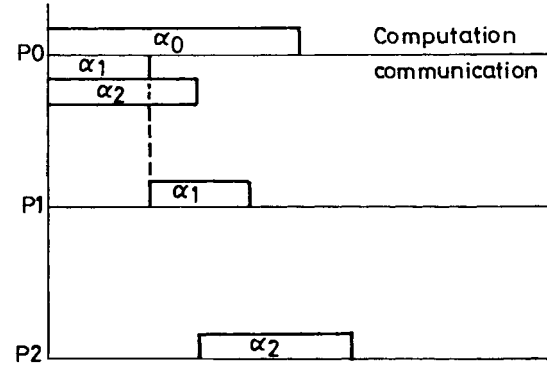 α0 Computation
P0
α1 communication
α2
P1 α1
P2 α2